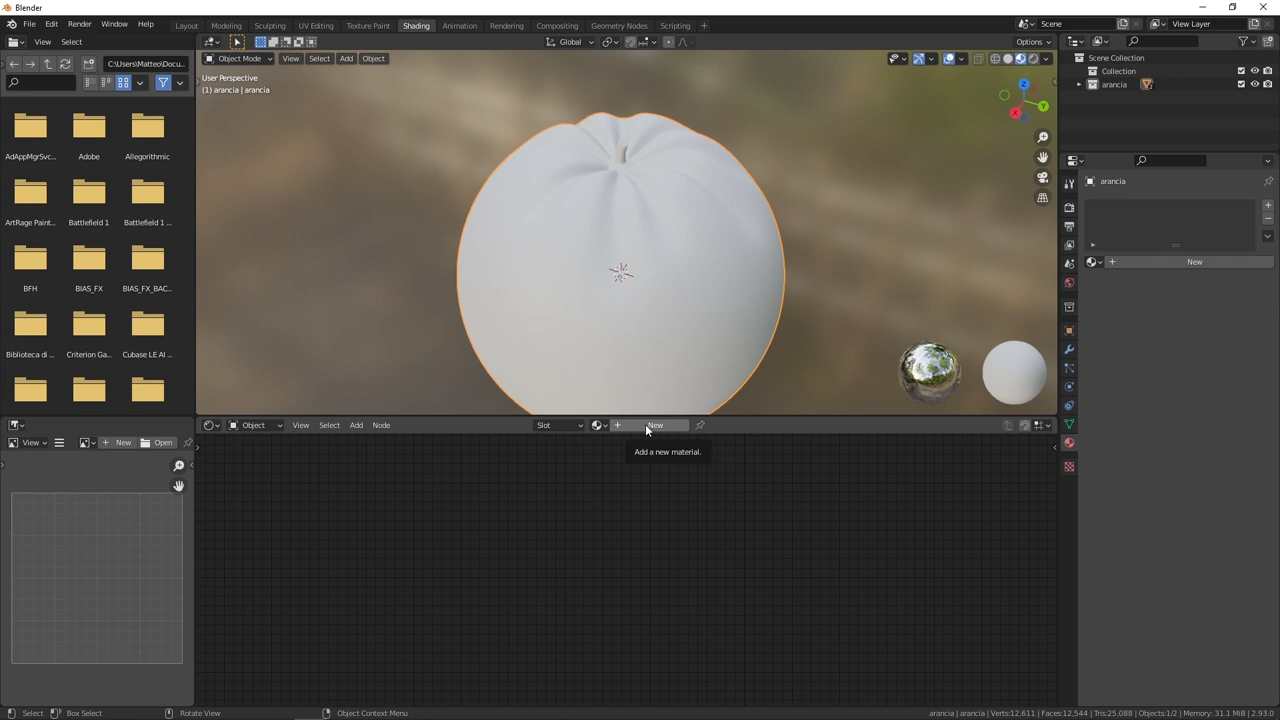 Blender
File Edit Render Window Help Layout Modeling Sculpting UV Editing Texture Paint Shading Animation Rendering Compositing Geometry Nodes Scripting + Scene View Layer
View Select Global Options
C:\Users\Matteo\Docu...
Object Mode View Select Add Object
User Perspective
(1) arancia | arancia
Scene Collection
Collection
arancia
X Y Z
AdAppMgrSvc... Adobe Allegorithmic
ArtRage Paint... Battlefield 1 Battlefield 1 ...
BFH BIAS_FX BIAS_FX_BAC...
Biblioteca di ... Criterion Ga... Cubase LE AI ...
arancia
+ New
View + New Open
Object View Select Add Node Slot + New
Add a new material.
Select Box Select Rotate View Object Context Menu
arancia | arancia | Verts:12,611 | Faces:12,544 | Tris:25,088 | Objects:1/2 | Memory: 31.1 MiB | 2.93.0